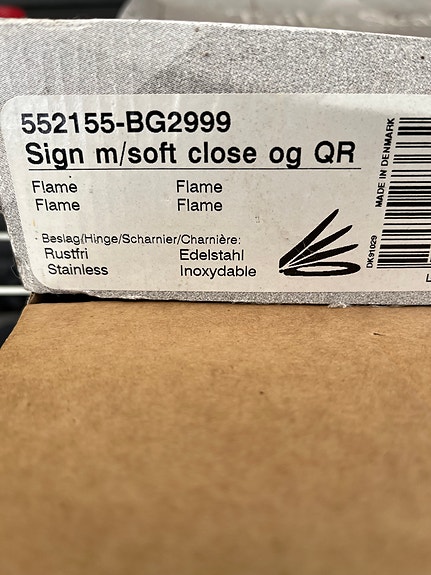 552155-BG2999
Sign m/soft close og QR
Flame Flame
Flame Flame
Beslag/Hinge/Scharnier/Charnière:
Rustfri Edelstahl
Stainless Inoxydable
MADE IN DENMARK
DK91029